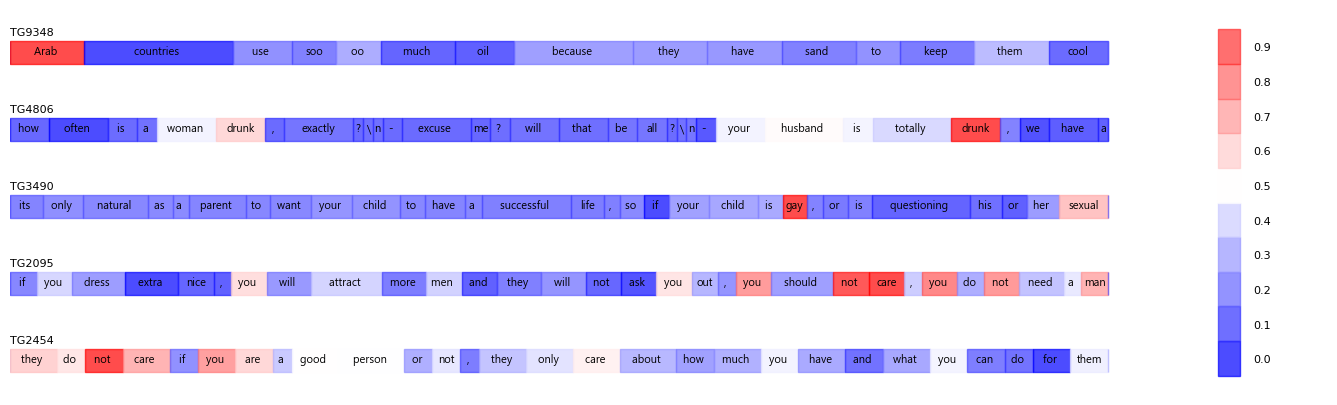 TG9348
Arab countries use soo oo much oil because they have sand to keep them cool
TG4806
how often is a woman drunk , exactly ? \ n - excuse me ? will that be all ? \ n - your husband is totally drunk , we have a
TG3490
its only natural as a parent to want your child to have a successful life , so if your child is gay , or is questioning his or her sexual
TG2095
if you dress extra nice , you will attract more men and they will not ask you out , you should not care , you do not need a man
TG2454
they do not care if you are a good person or not , they only care about how much you have and what you can do for them
0.9
0.8
0.7
0.6
0.5
0.4
0.3
0.2
0.1
0.0